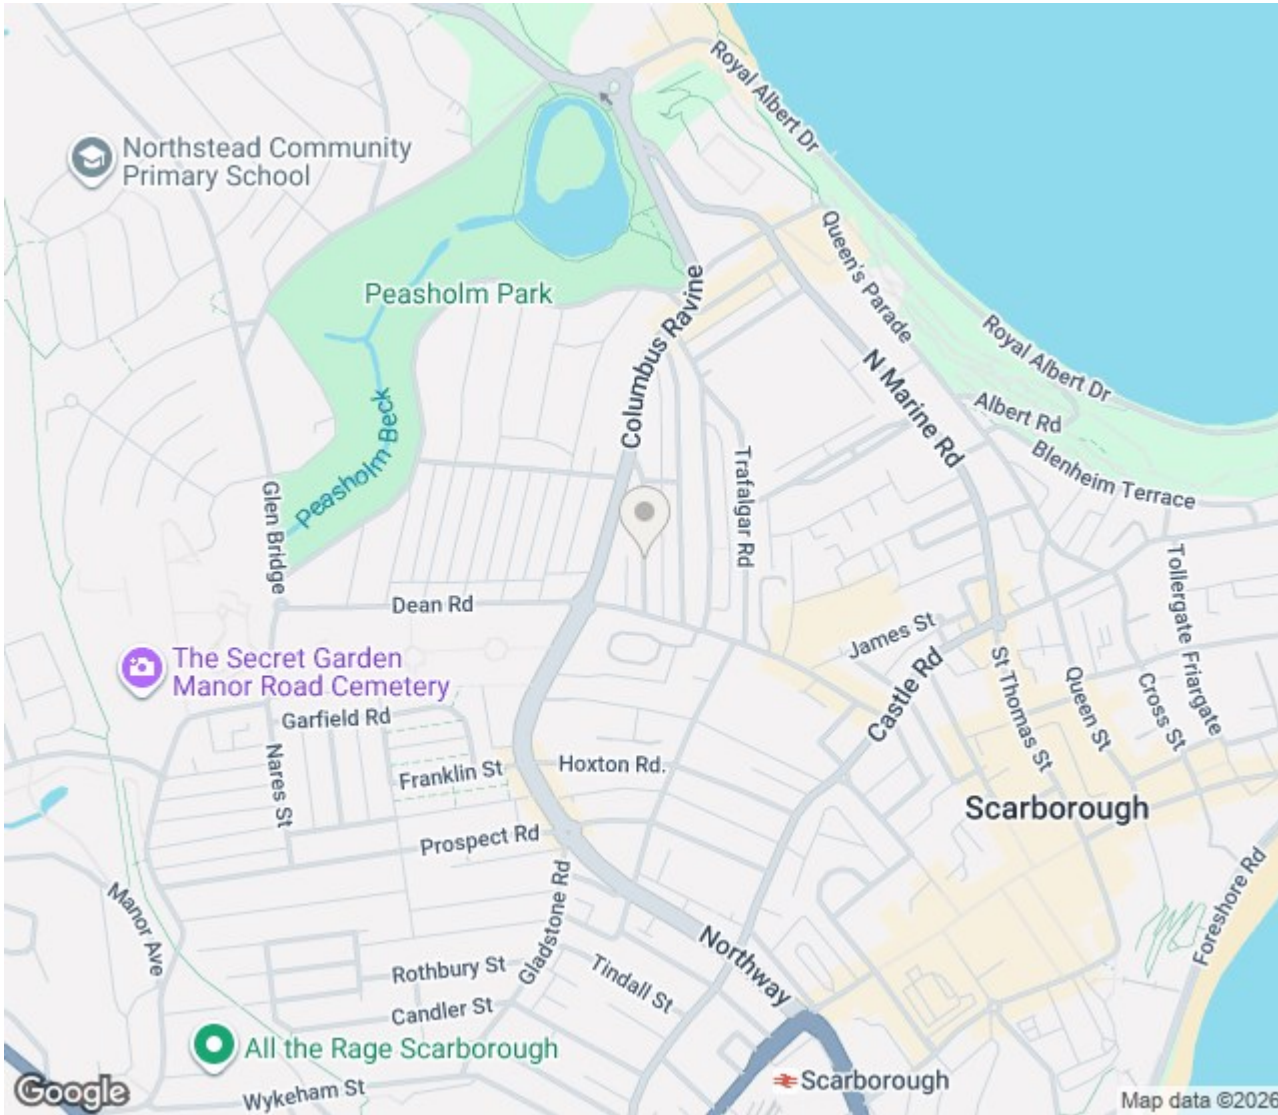 Royal Albert Dr
Northstead Community
Primary School
Queen's Parade
Peasholm Park
Columbus Ravine
Royal Albert Dr
N Marine Rd
Albert Rd
Peasholm Beck
Trafalgar Rd
Blenheim Terrace
Glen Bridge
Tollergate
Friargate
Dean Rd
James St
The Secret Garden
Manor Road Cemetery
Castle Rd
St Thomas St
Queen St
Cross St
Garfield Rd
Nares St
Franklin St
Hoxton Rd.
Scarborough
Prospect Rd
Manor Ave
Gladstone Rd
Foreshore Rd
Northway
Rothbury St
Tindall St
Candler St
All the Rage Scarborough
Scarborough
Google
Wykeham St
Map data ©2026